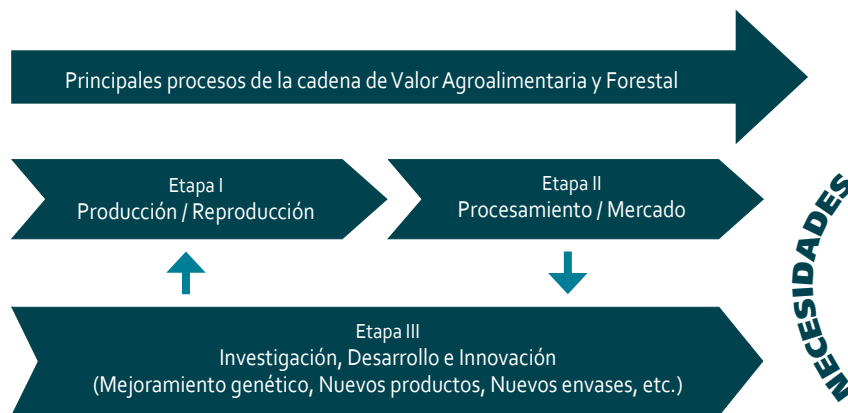 Principales procesos de la cadena de Valor Agroalimentaria y Forestal
Etapa I
Producción / Reproducción
Etapa II
Procesamiento / Mercado
Etapa III
Investigación, Desarrollo e Innovación
(Mejoramiento genético, Nuevos productos, Nuevos envases, etc.)
NECESIDADES